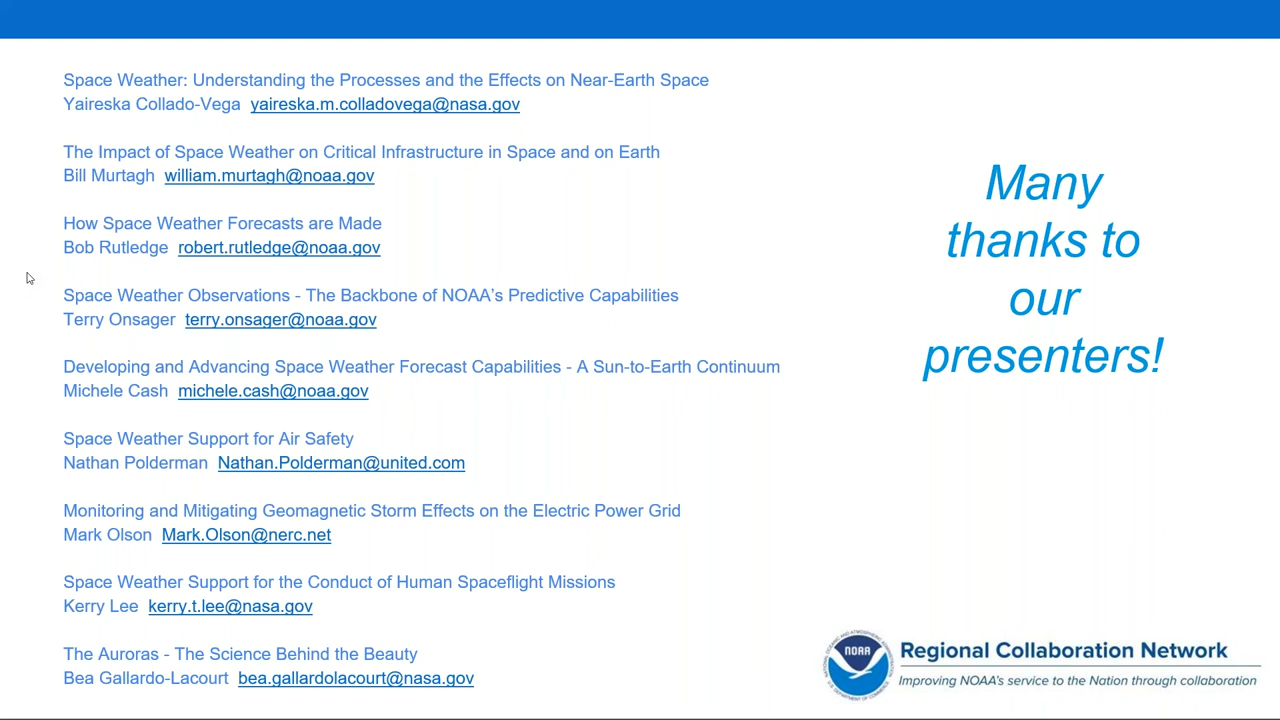 Space Weather: Understanding the Processes and the Effects on Near-Earth Space
Yaireska Collado-Vega yaireska.m.colladovega@nasa.gov
The Impact of Space Weather on Critical Infrastructure in Space and on Earth
Bill Murtagh william.murtagh@noaa.gov
How Space Weather Forecasts are Made
Bob Rutledge robert.rutledge@noaa.gov
Space Weather Observations - The Backbone of NOAA's Predictive Capabilities
Terry Onsager terry.onsager@noaa.gov
Developing and Advancing Space Weather Forecast Capabilities - A Sun-to-Earth Continuum
Michele Cash michele.cash@noaa.gov
Space Weather Support for Air Safety
Nathan Polderman Nathan.Polderman@united.com
Monitoring and Mitigating Geomagnetic Storm Effects on the Electric Power Grid
Mark Olson Mark.Olson@nerc.net
Space Weather Support for the Conduct of Human Spaceflight Missions
Kerry Lee kerry.t.lee@nasa.gov
The Auroras - The Science Behind the Beauty
Bea Gallardo-Lacourt bea.gallardolacourt@nasa.gov
Many
thanks to
our
presenters!
NOAA
Regional Collaboration Network
Improving NOAA's service to the Nation through collaboration